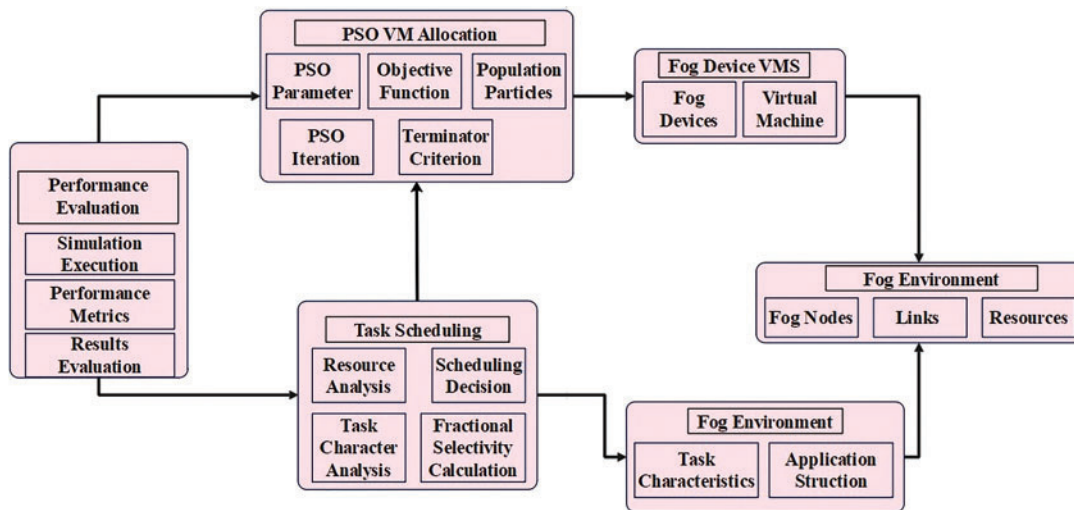 PSO VM Allocation
PSO
Parameter
Objective
Function
Population
Particles
PSO
Iteration
Terminator
Criterion
Fog Device VMS
Fog
Devices
Virtual
Machine
Performance
Evaluation
Simulation
Execution
Performance
Metrics
Results
Evaluation
Task Scheduling
Resource
Analysis
Scheduling
Decision
Task
Character
Analysis
Fractional
Selectivity
Calculation
Fog Environment
Fog Nodes
Links
Resources
Fog Environment
Task
Characteristics
Application
Struction